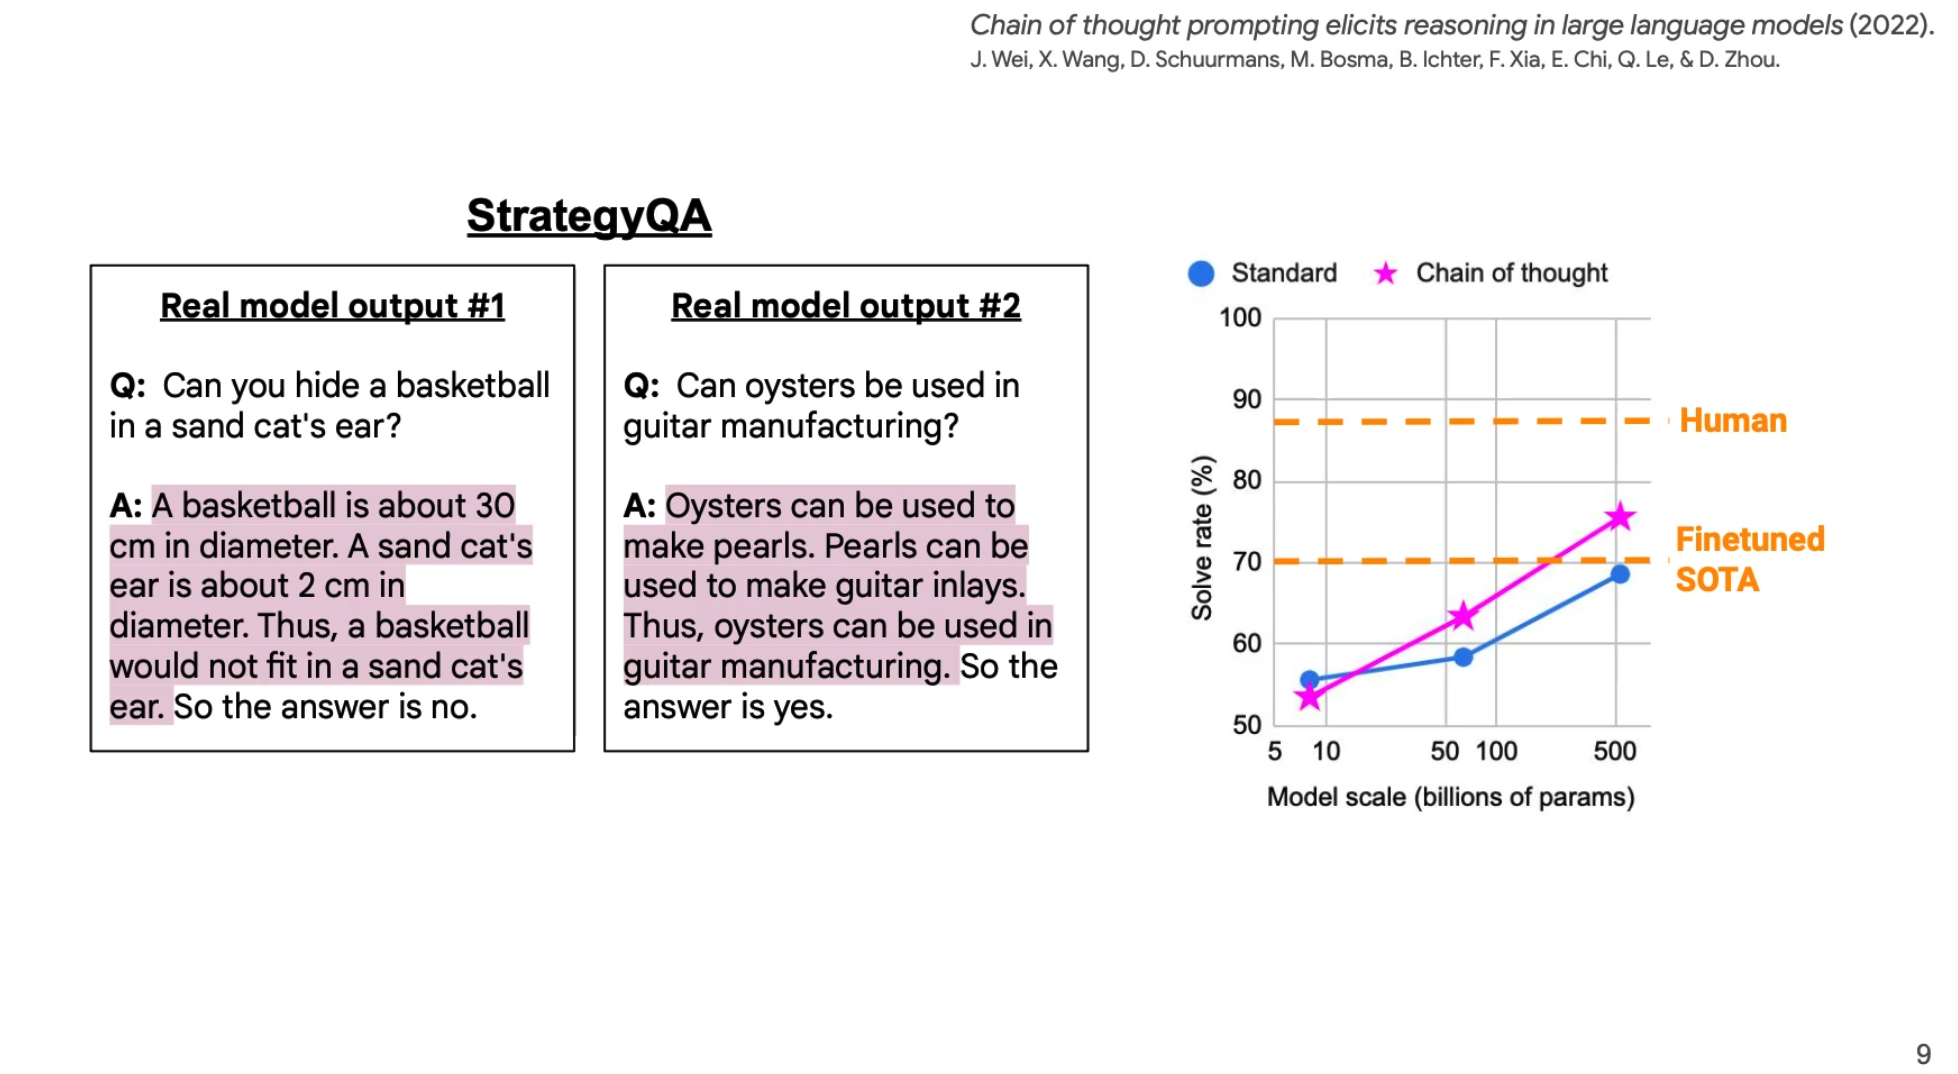 Chain of thought prompting elicits reasoning in large language models (2022).
J. Wei, X. Wang, D. Schuurmans, M. Bosma, B. Ichter, F. Xia, E. Chi, Q. Le, & D. Zhou.
StrategyQA
Real model output #1
Q: Can you hide a basketball
in a sand cat's ear?
A: A basketball is about 30
cm in diameter. A sand cat's
ear is about 2 cm in
diameter. Thus, a basketball
would not fit in a sand cat's
ear. So the answer is no.
Real model output #2
Q: Can oysters be used in
guitar manufacturing?
A: Oysters can be used to
make pearls. Pearls can be
used to make guitar inlays.
Thus, oysters can be used in
guitar manufacturing. So the
answer is yes.
Standard Chain of thought
Solve rate (%)
100
90
80
70
60
50
Human
Finetuned
SOTA
5 10 50 100 500
Model scale (billions of params)
9